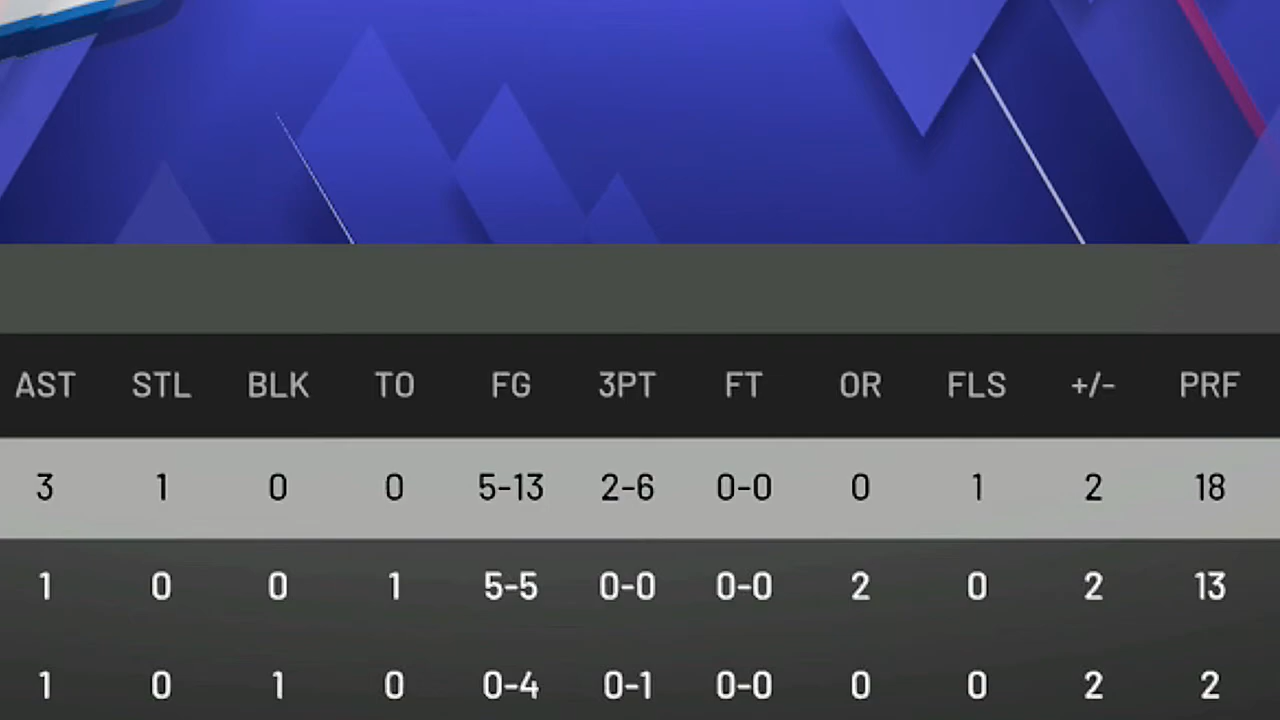 AST STL BLK TO FG 3PT FT OR FLS +/- PRF
3 1 0 0 5-13 2-6 0-0 0 1 2 18
1 0 0 1 5-5 0-0 0-0 2 0 2 13
1 0 1 0 0-4 0-1 0-0 0 0 2 2